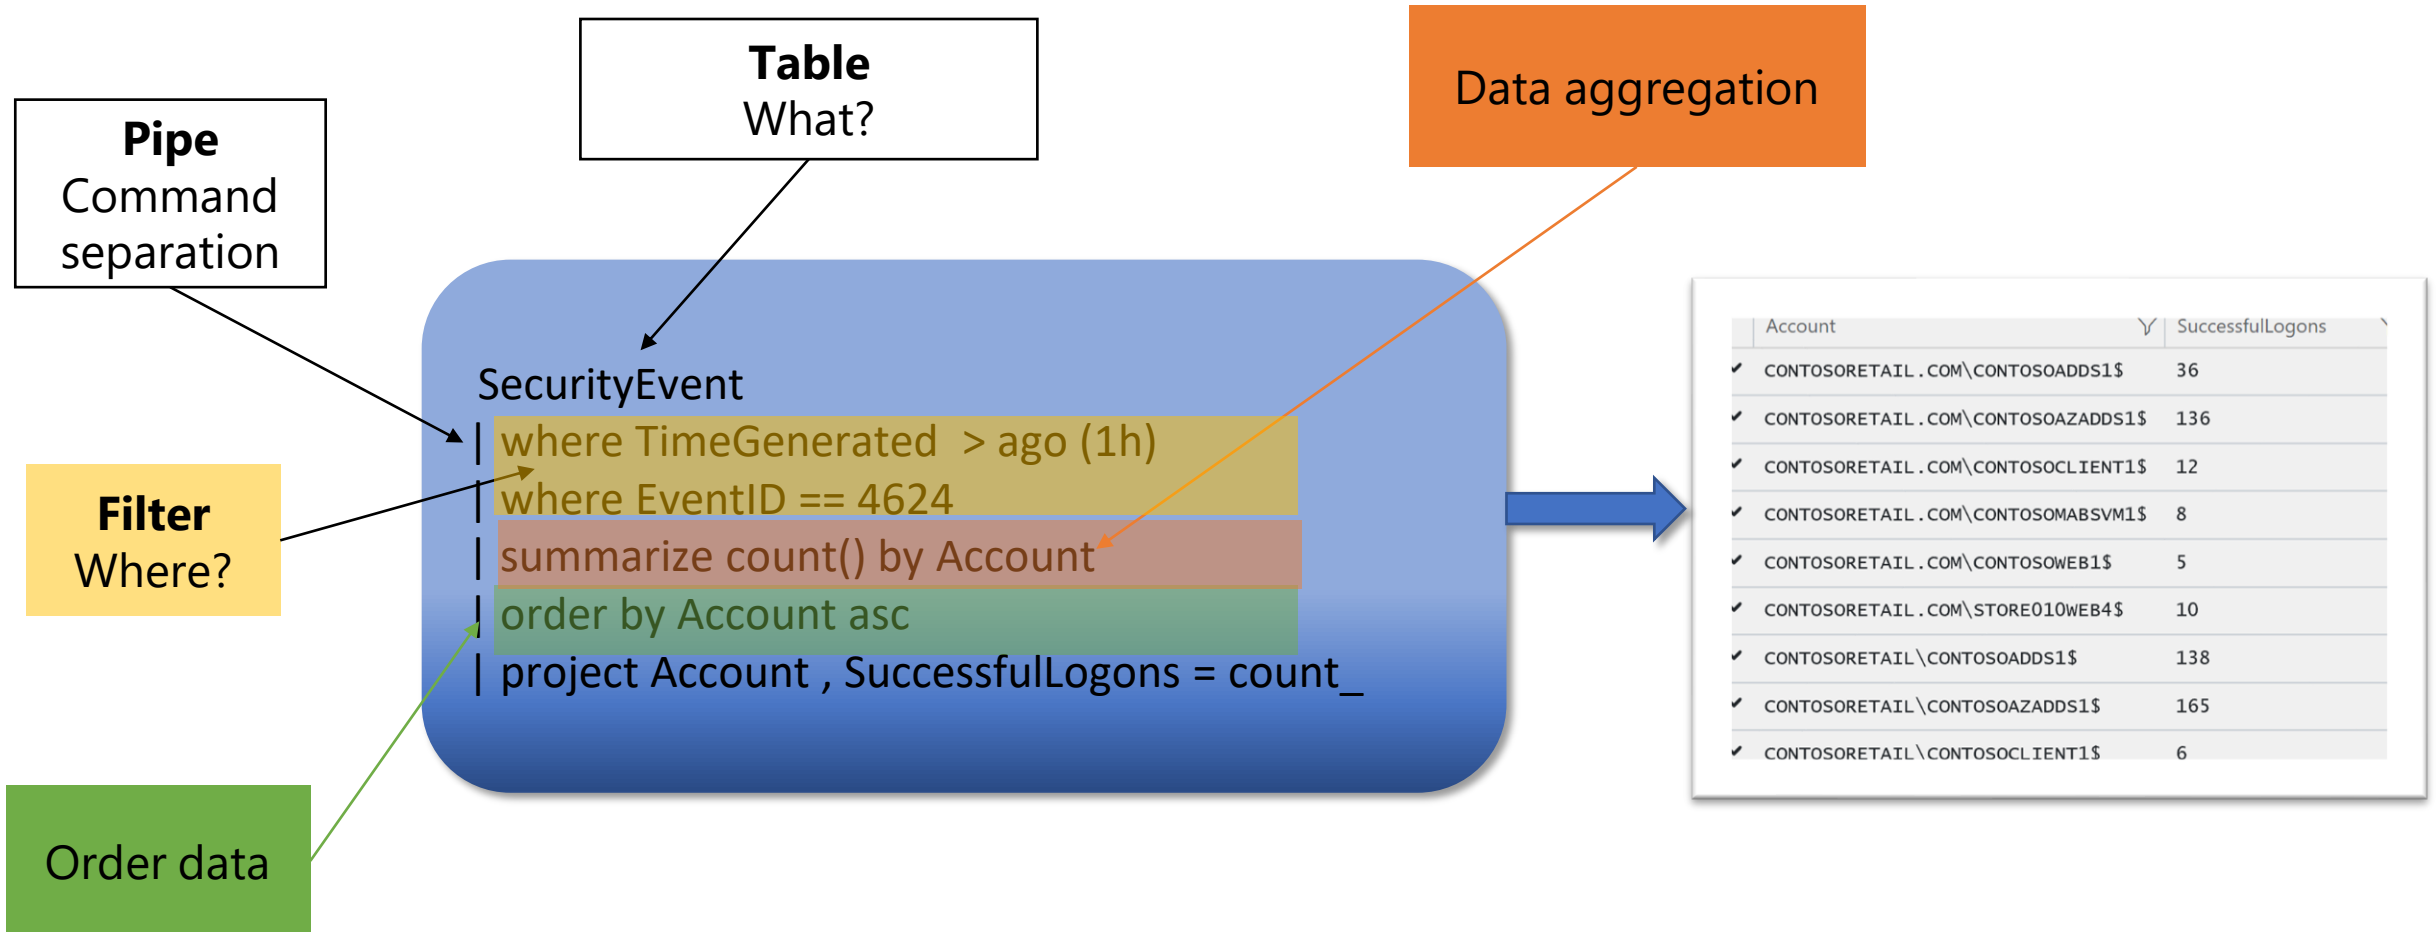 Table
What?
Data aggregation
Pipe
Command
separation
SecurityEvent
| where TimeGenerated  > ago (1h)
| where EventID == 4624
| summarize count() by Account
| order by Account asc
| project Account , SuccessfulLogons = count_
Filter
Where?
Order data
Account SuccessfulLogons
CONTOSORETAIL.COM\CONTOSOADDS1$ 36
CONTOSORETAIL.COM\CONTOSOAZADDS1$ 136
CONTOSORETAIL.COM\CONTOSOCLIENT1$ 12
CONTOSORETAIL.COM\CONTOSOMABSVM1$ 8
CONTOSORETAIL.COM\CONTOSOWEB1$ 5
CONTOSORETAIL.COM\STORE010WEB4$ 10
CONTOSORETAIL\CONTOSOADDS1$ 138
CONTOSORETAIL\CONTOSOAZADDS1$ 165
CONTOSORETAIL\CONTOSOCLIENT1$ 6